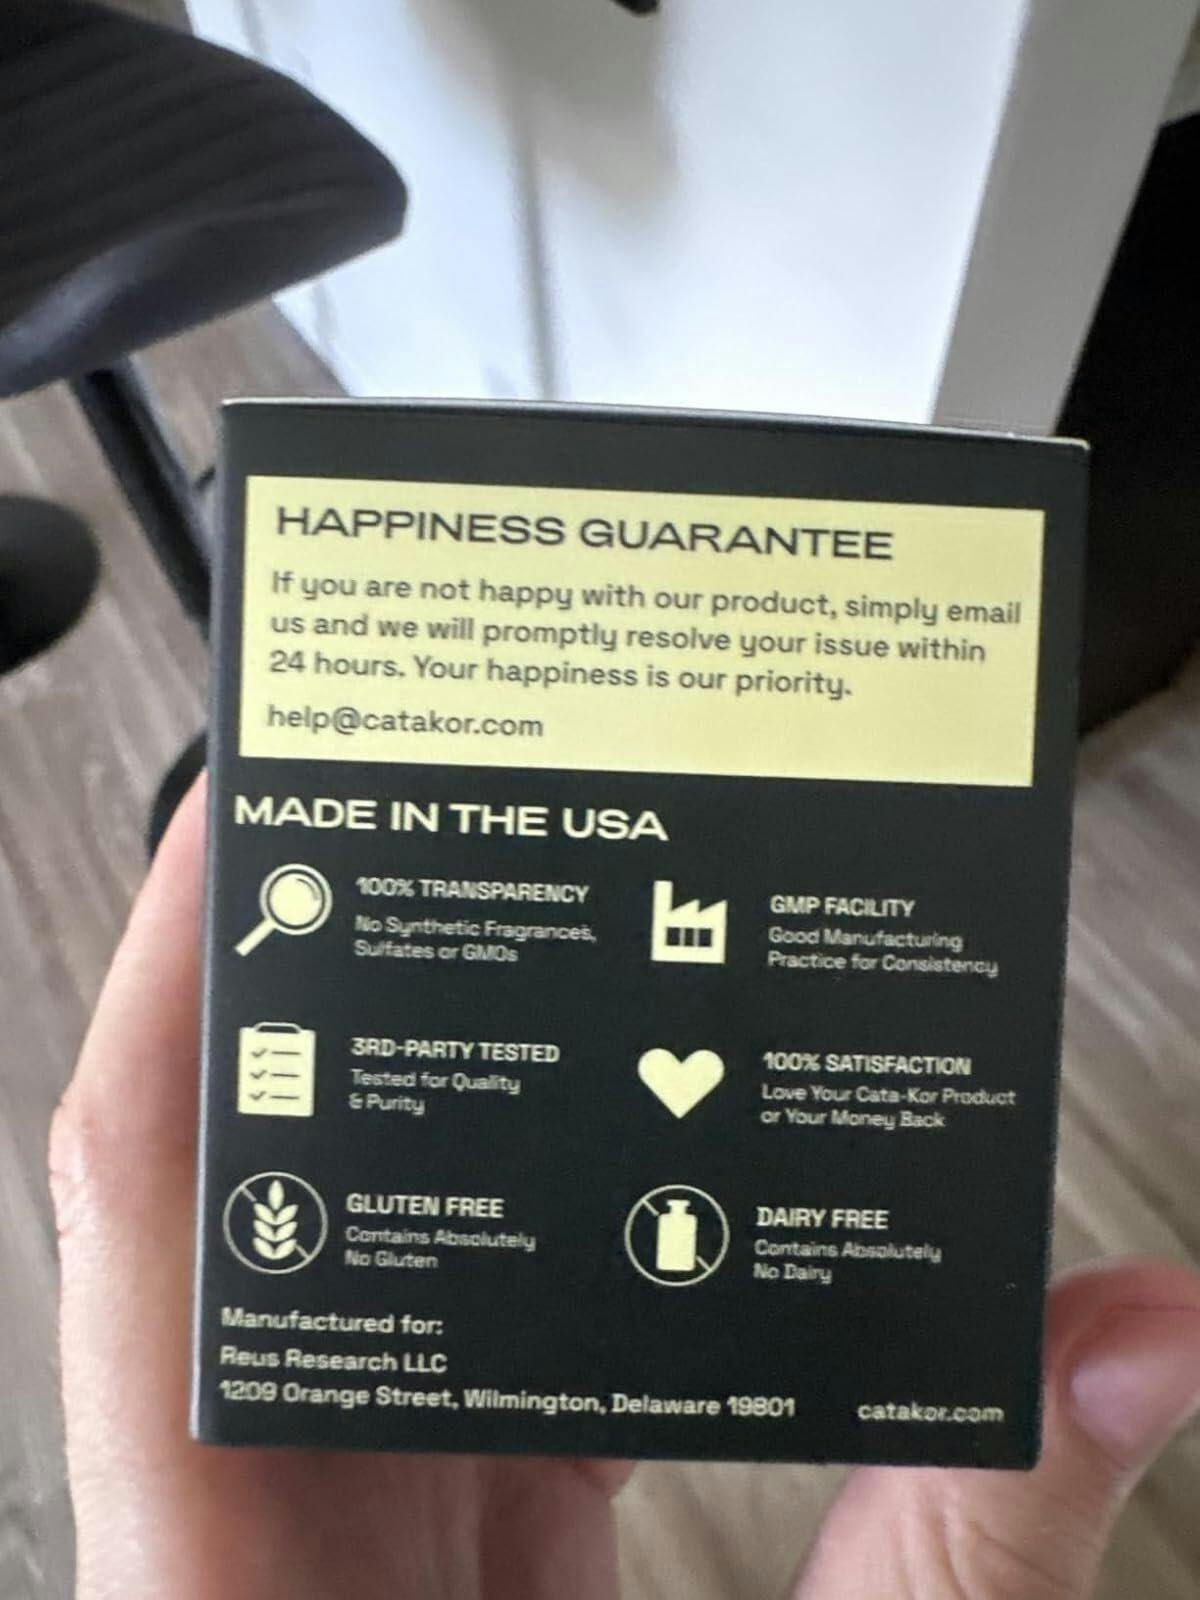 HAPPINESS GUARANTEE
If you are not happy with our product, simply email
us and we will promptly resolve your issue within
24 hours. Your happiness is our priority.
help@catakor.com
MADE IN THE USA
100% TRANSPARENCY
No Synthetic Fragrances,
Sulfates or GMOs
GMP FACILITY
Good Manufacturing
Practice for Consistency
3RD-PARTY TESTED
Tested for Quality
& Purity
100% SATISFACTION
Love Your Cata-Kor Product
or Your Money Back
GLUTEN FREE
Contains Absolutely
No Gluten
DAIRY FREE
Contains Absolutely
No Dairy
Manufactured for:
Reus Research LLC
1209 Orange Street, Wilmington, Delaware 19801
catakor.com